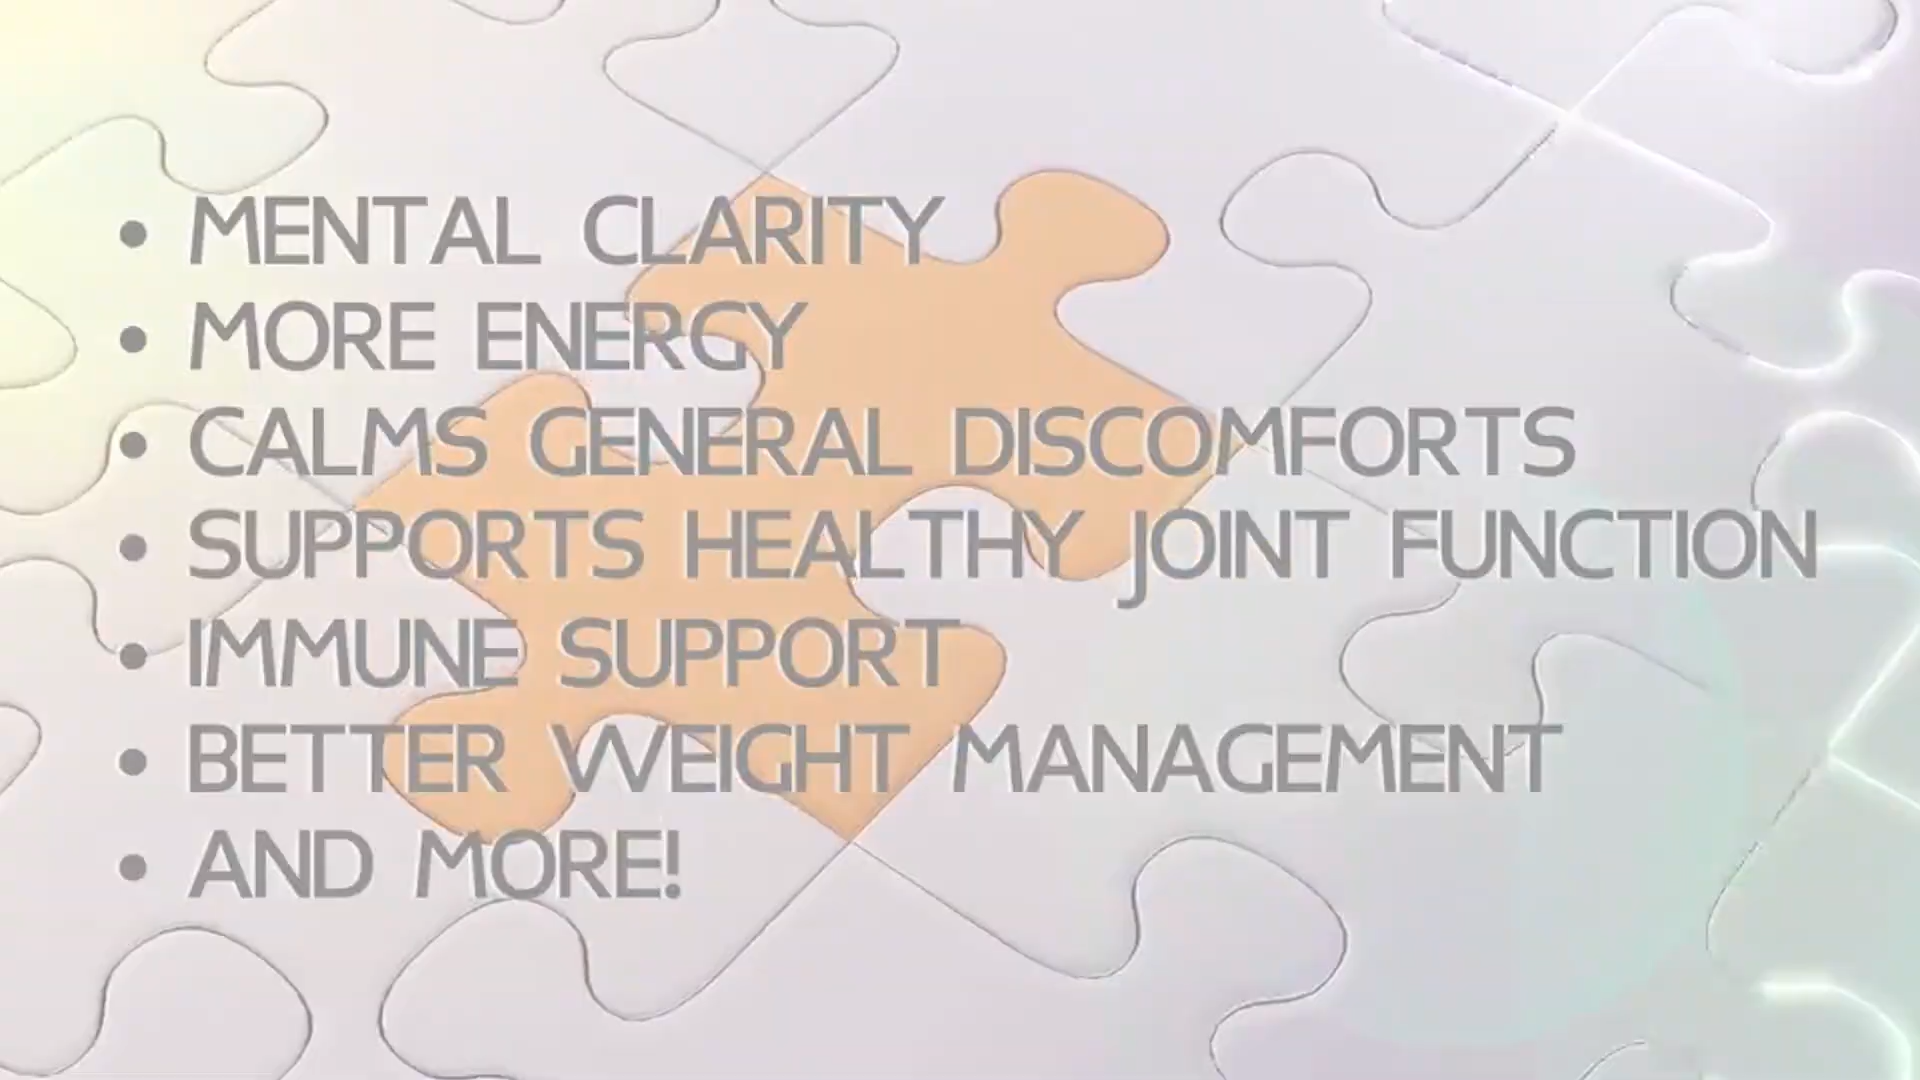 • MENTAL CLARITY
• MORE ENERGY
• CALMS GENERAL DISCOMFORTS
• SUPPORTS HEALTHY JOINT FUNCTION
• IMMUNE SUPPORT
• BETTER WEIGHT MANAGEMENT
• AND MORE!